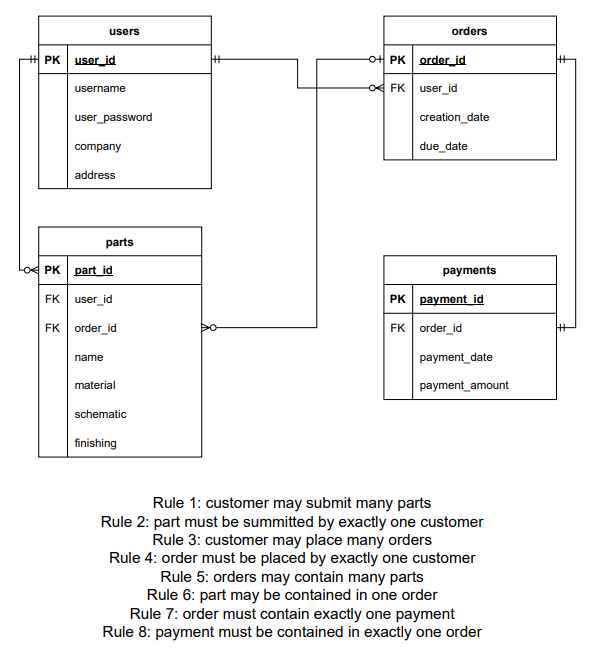 users
PK user_id
username
user_password
company
address
orders
PK order_id
FK user_id
creation_date
due_date
parts
PK part_id
FK user_id
FK order_id
name
material
schematic
finishing
payments
PK payment_id
FK order_id
payment_date
payment_amount
Rule 1: customer may submit many parts
Rule 2: part must be summitted by exactly one customer
Rule 3: customer may place many orders
Rule 4: order must be placed by exactly one customer
Rule 5: orders may contain many parts
Rule 6: part may be contained in one order
Rule 7: order must contain exactly one payment
Rule 8: payment must be contained in exactly one order